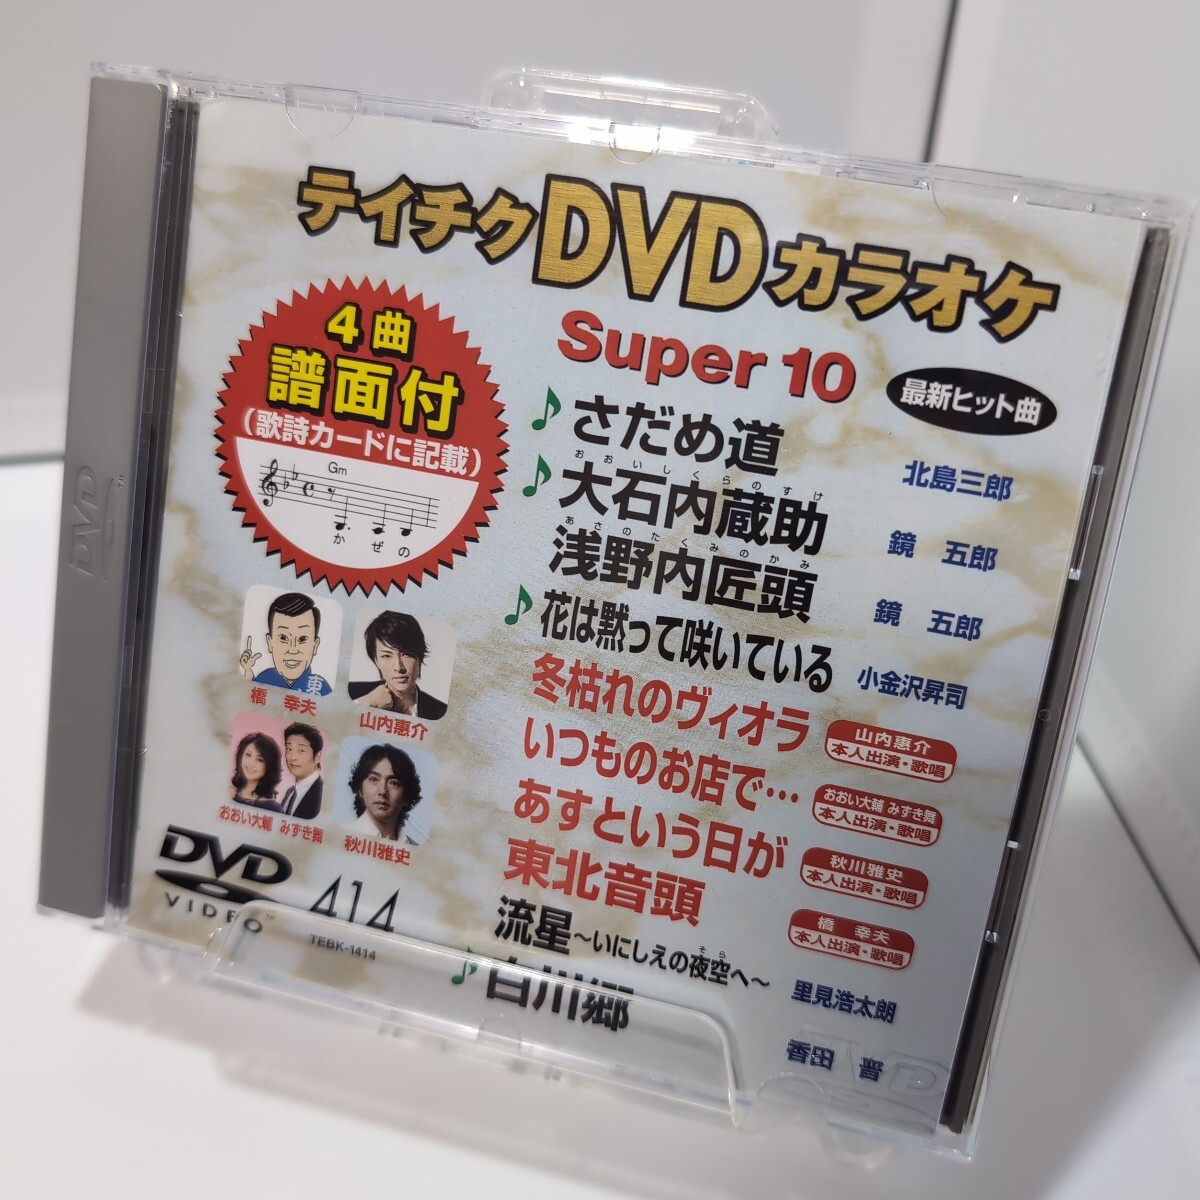 テイチクDVDカラオケ
Super 10
最新ヒット曲
4曲
譜面付
(歌詩カードに記載)
Gm
か ぜ の
さだめ道 北島三郎
おおいしくらのすけ
大石内蔵助 鏡 五郎
あさのたくみのかみ
浅野内匠頭 鏡 五郎
花は黙って咲いている 小金沢昇司
冬枯れのヴィオラ 山内惠介 本人出演・歌唱
いつものお店で… おおい大輔 みずき舞 本人出演・歌唱
あすという日が 秋川雅史 本人出演・歌唱
東北音頭 橋 幸夫 本人出演・歌唱
そら
流星~いにしえの夜空へ~ 里見浩太朗
白川郷 香田 晋
東
橋 幸夫
山内惠介
おおい大輔 みずき舞
秋川雅史
DVD
VIDEO™
414
TEBK-1414
DVD™
DVD